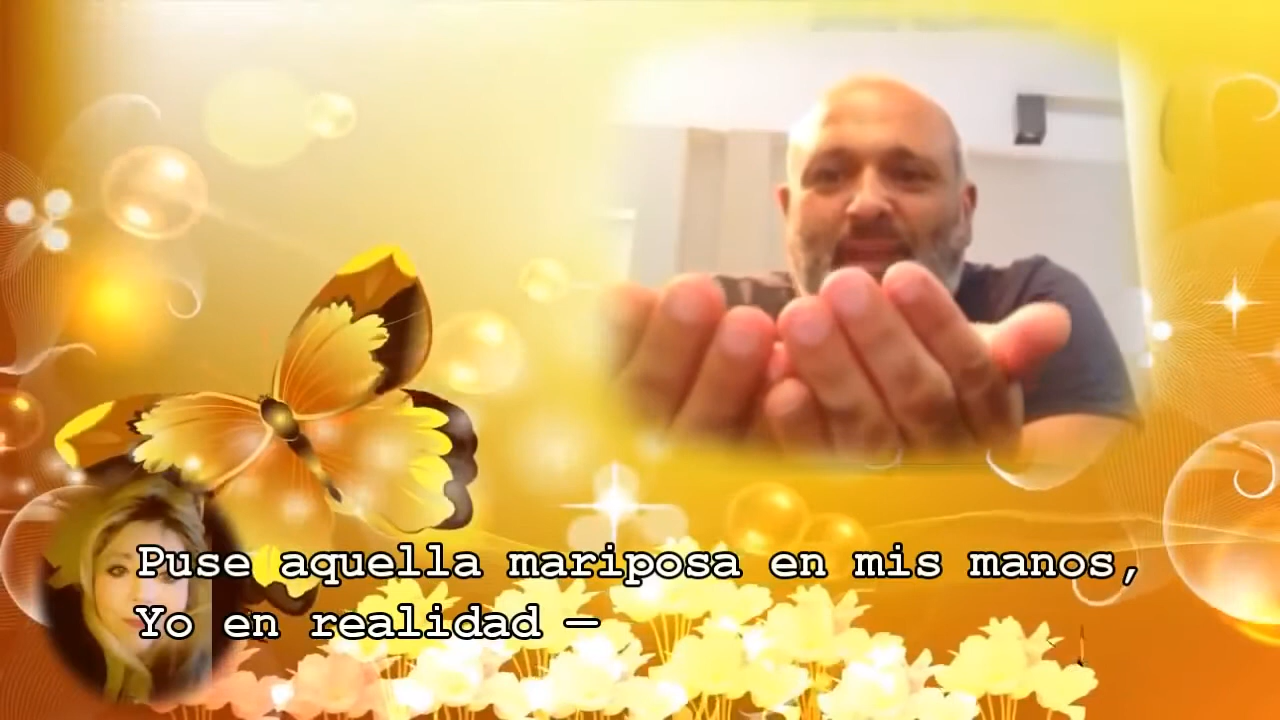 Puse aquella mariposa en mis manos,
Yo en realidad —